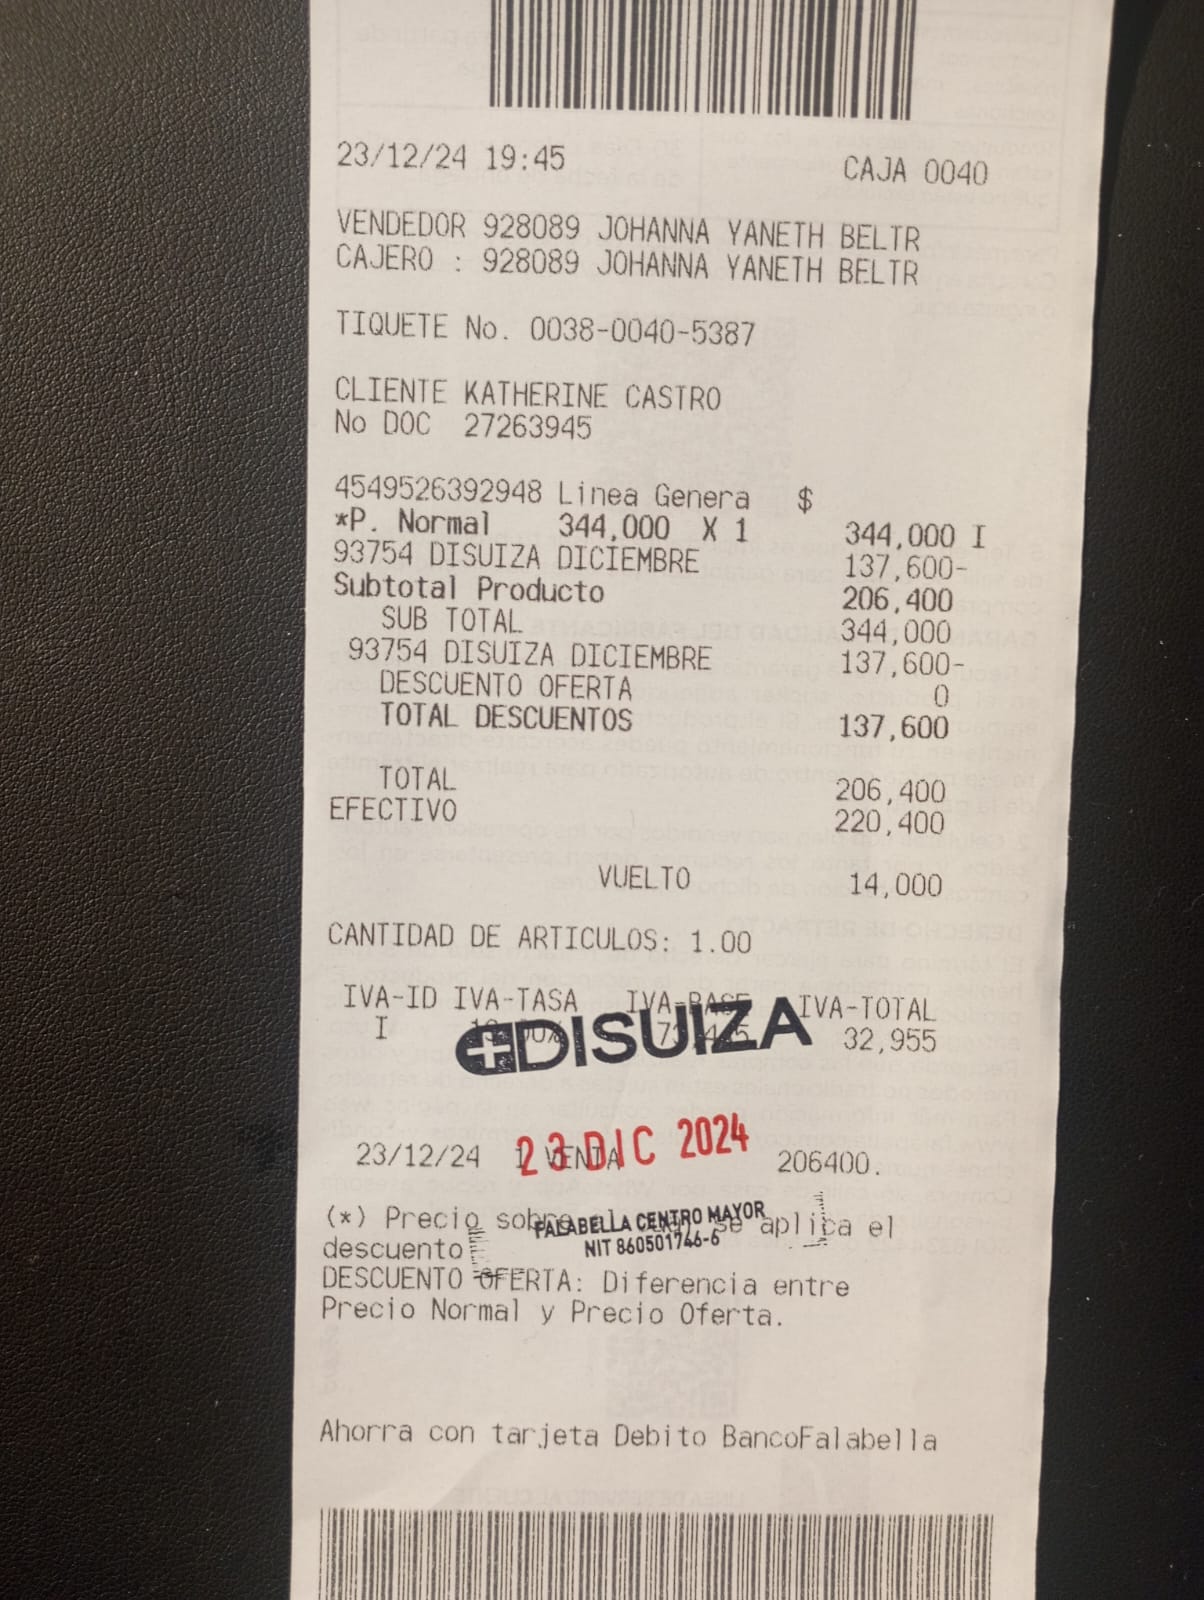 23/12/24 19:45 CAJA 0040
VENDEDOR 928089 JOHANNA YANETH BELTR
CAJERO : 928089 JOHANNA YANETH BELTR
TIQUETE No. 0038-0040-5387
CLIENTE KATHERINE CASTRO
No DOC 27263945
4549526392948 Linea Genera $
*P. Normal 344,000 X 1 344,000 I
93754 DISUIZA DICIEMBRE 137,600-
Subtotal Producto 206,400
SUB TOTAL 344,000
93754 DISUIZA DICIEMBRE 137,600-
DESCUENTO OFERTA 0
TOTAL DESCUENTOS 137,600
TOTAL 206,400
EFECTIVO 220,400
VUELTO 14,000
CANTIDAD DE ARTICULOS: 1.00
IVA-ID IVA-TASA IVA-BASE IVA-TOTAL
I 32,955
DISUIZA
23 DIC 2024
23/12/24 1 VENTA 206400.
FALABELLA CENTRO MAYOR
NIT 860501746-6
(*) Precio sobre se aplica el
descuento
DESCUENTO OFERTA: Diferencia entre
Precio Normal y Precio Oferta.
Ahorra con tarjeta Debito BancoFalabella